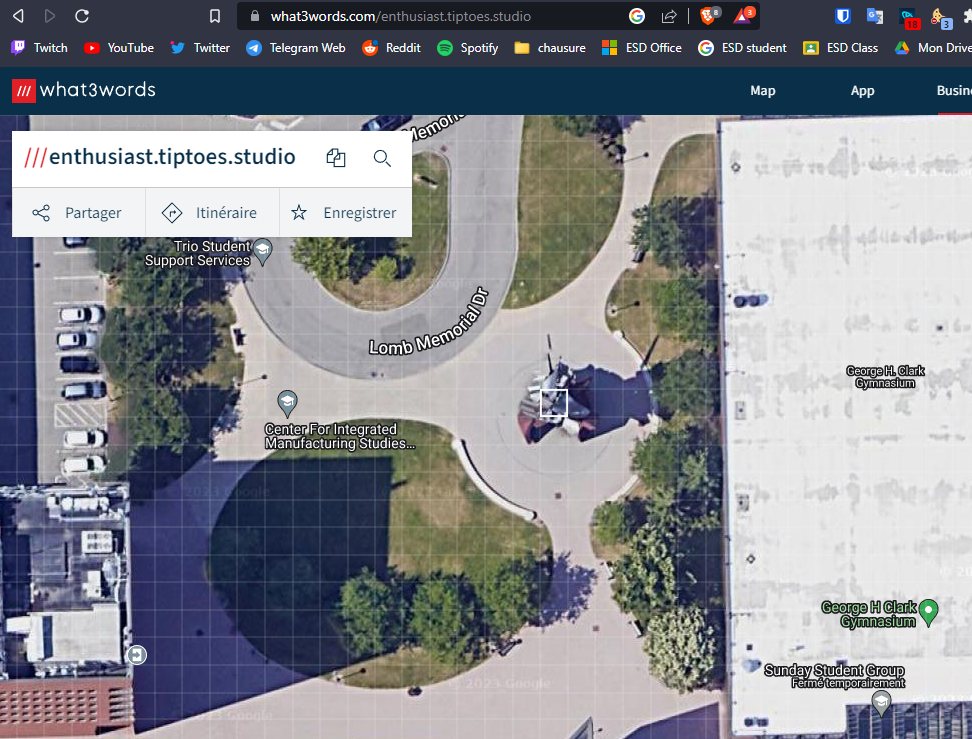 what3words.com/enthusiast.tiptoes.studio
8
3
18
3
Twitch
YouTube
Twitter
Telegram Web
Reddit
Spotify
chausure
ESD Office
ESD student
ESD Class
Mon Drive
/// what3words
Map
App
Busin
Memoria
///enthusiast.tiptoes.studio
Partager
Itinéraire
Enregistrer
Trio Student
Support Services
Lomb Memorial Dr
George H. Clark
Gymnasium
Center For Integrated
Manufacturing Studies...
2023 Google
George H Clark
Gymnasium
Sunday Student Group
Fermé temporairement
2023 Google
2023 Google